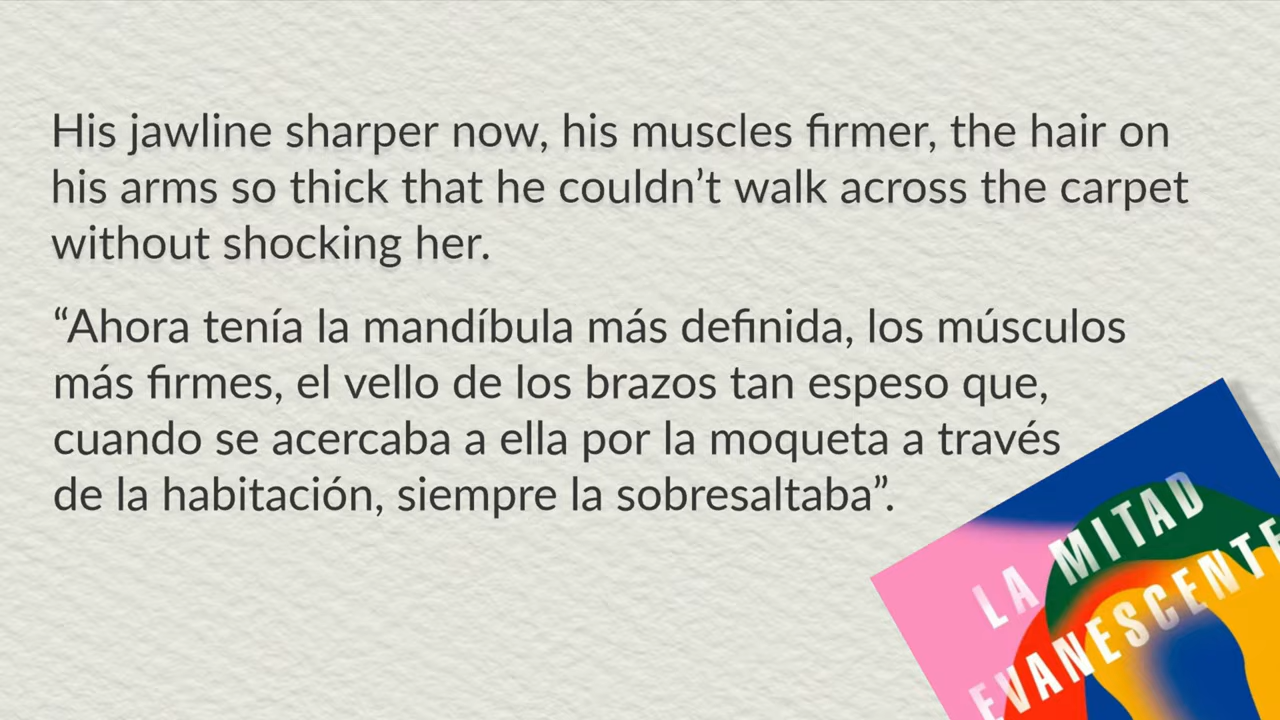 His jawline sharper now, his muscles firmer, the hair on
his arms so thick that he couldn’t walk across the carpet
without shocking her.
“Ahora tenía la mandíbula más definida, los músculos
más firmes, el vello de los brazos tan espeso que,
cuando se acercaba a ella por la moqueta a través
de la habitación, siempre la sobresaltaba”.
LA MITAD
EVANESCENTE